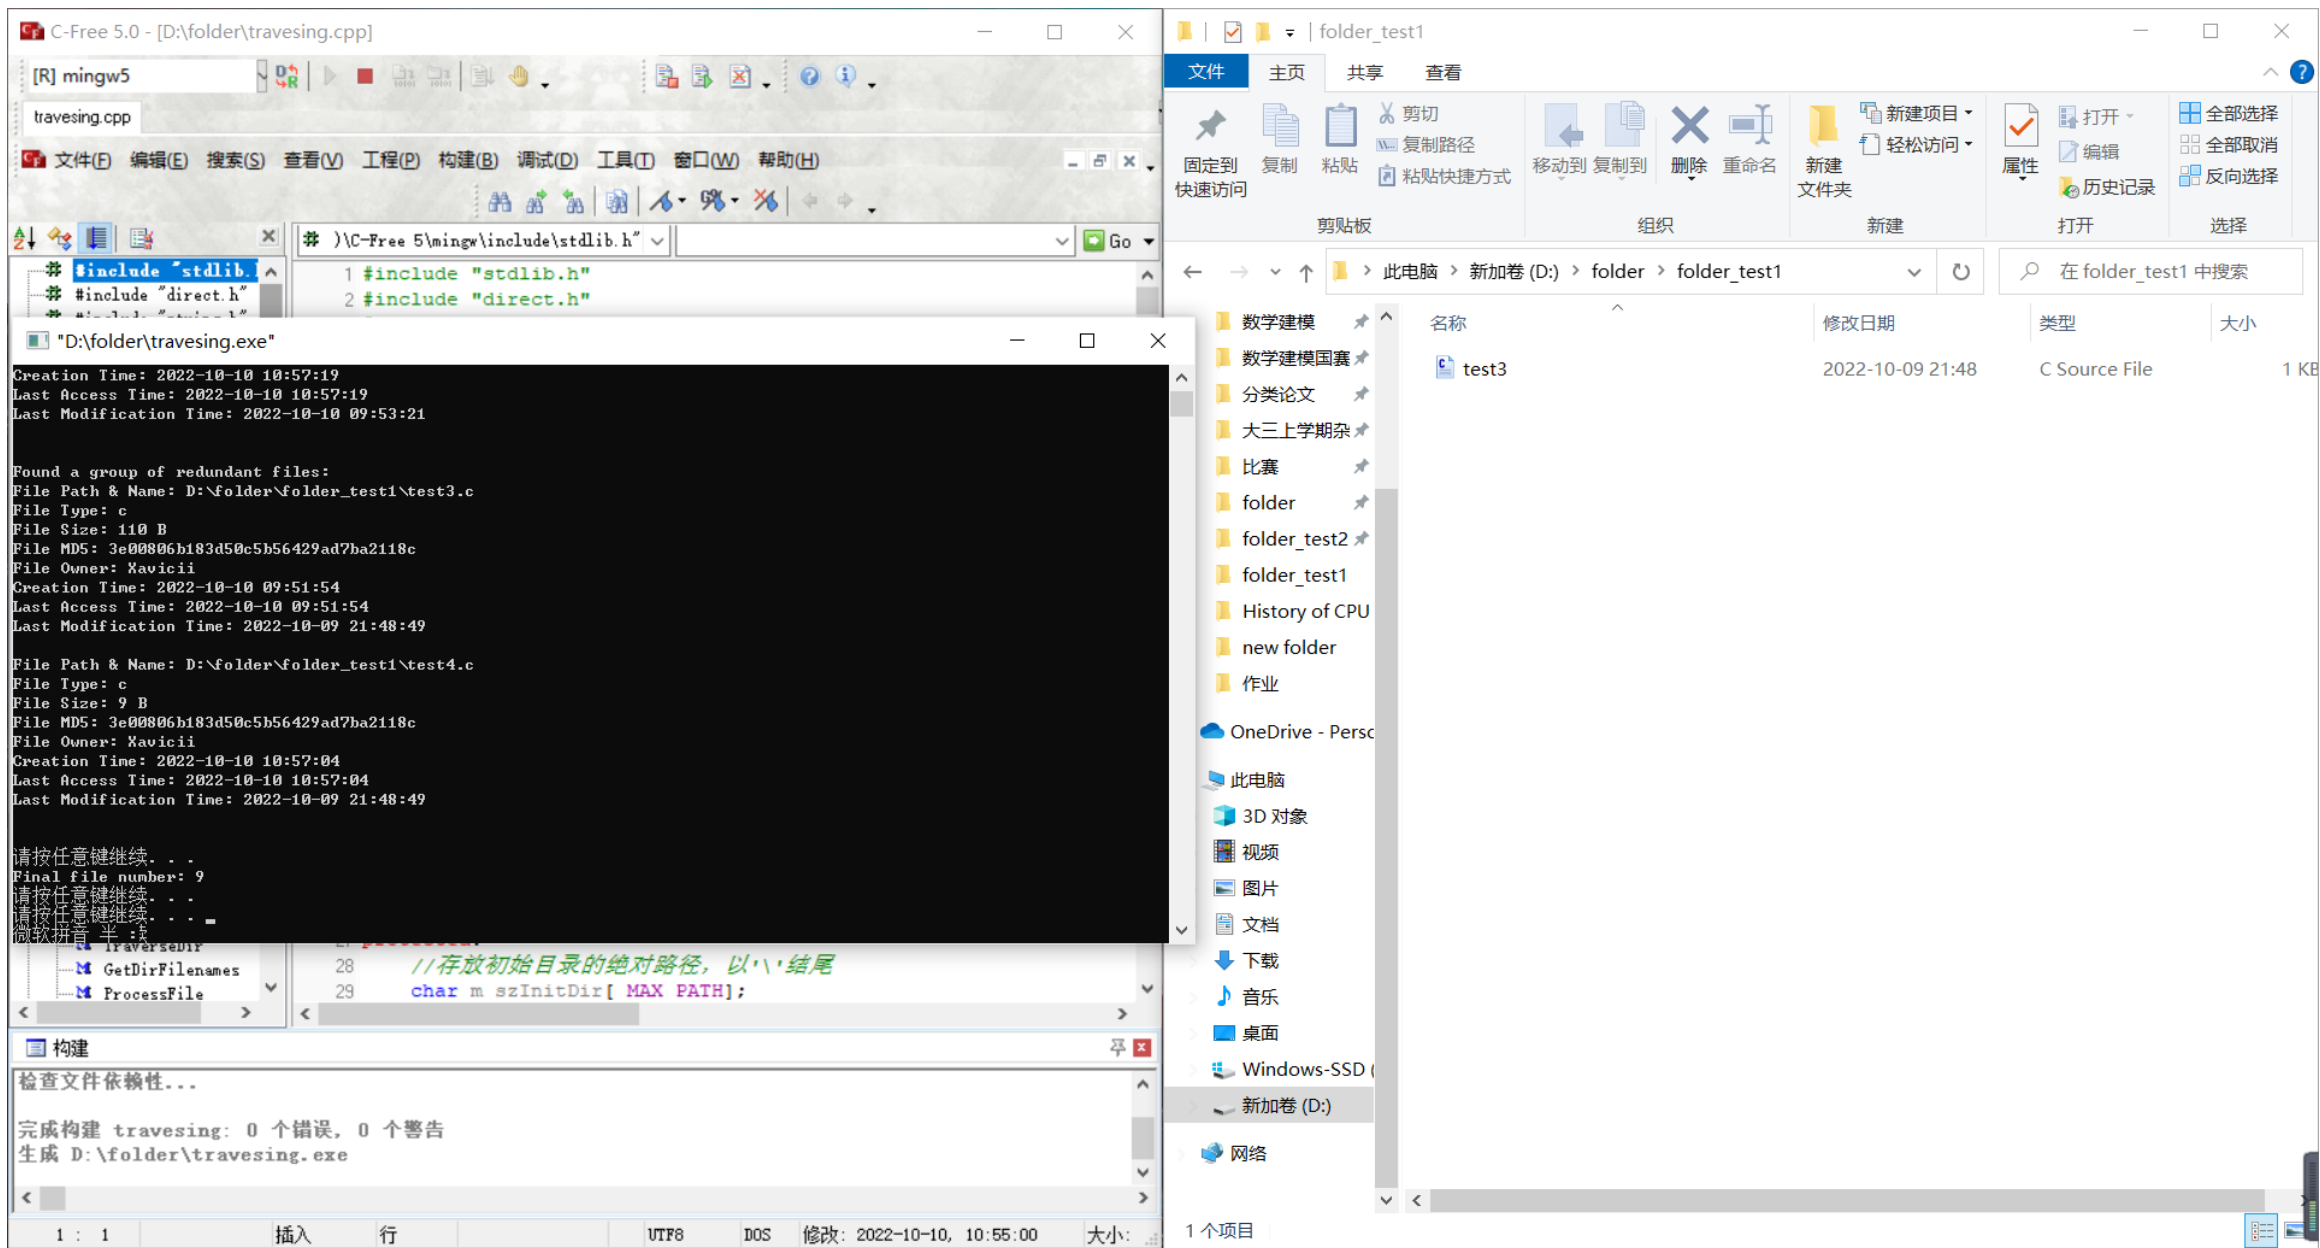 C-Free 5.0 - [D:\folder\travesing.cpp]
[R] mingw5
travesing.cpp
文件(F) 编辑(E) 搜索(S) 查看(V) 工程(P) 构建(B) 调试(D) 工具(T) 窗口(W) 帮助(H)
)\C-Free 5\mingw\include\stdlib.h"
Go
#include "stdlib.
#include "direct.h"
1 #include "stdlib.h"
2 #include "direct.h"
"D:\folder\travesing.exe"
Creation Time: 2022-10-10 10:57:19
Last Access Time: 2022-10-10 10:57:19
Last Modification Time: 2022-10-10 09:53:21
Found a group of redundant files:
File Path & Name: D:\folder\folder_test1\test3.c
File Type: c
File Size: 110 B
File MD5: 3e00806b183d50c5b56429ad7ba2118c
File Owner: Xavicii
Creation Time: 2022-10-10 09:51:54
Last Access Time: 2022-10-10 09:51:54
Last Modification Time: 2022-10-09 21:48:49
File Path & Name: D:\folder\folder_test1\test4.c
File Type: c
File Size: 9 B
File MD5: 3e00806b183d50c5b56429ad7ba2118c
File Owner: Xavicii
Creation Time: 2022-10-10 10:57:04
Last Access Time: 2022-10-10 10:57:04
Last Modification Time: 2022-10-09 21:48:49
请按任意键继续. . .
Final file number: 9
请按任意键继续. . .
请按任意键继续. . .
微软拼音 半 :
TraverseDir
GetDirFilenames
ProcessFile
28 //存放初始目录的绝对路径，以'\'结尾
29 char m_szInitDir[_MAX_PATH];
构建
检查文件依赖性...
完成构建 travesing: 0 个错误, 0 个警告
生成 D:\folder\travesing.exe
1 : 1 插入 行 UTF8 DOS 修改: 2022-10-10, 10:55:00 大小:
folder_test1
文件 主页 共享 查看
固定到快速访问
复制
粘贴
剪切
复制路径
粘贴快捷方式
剪贴板
移动到 复制到 删除 重命名
组织
新建文件夹
新建项目
轻松访问
新建
属性
打开
编辑
历史记录
打开
全部选择
全部取消
反向选择
选择
此电脑 > 新加卷 (D:) > folder > folder_test1
在 folder_test1 中搜索
名称 修改日期 类型 大小
test3 2022-10-09 21:48 C Source File 1 KB
数学建模
数学建模国赛
分类论文
大三上学期杂
比赛
folder
folder_test2
folder_test1
History of CPU
new folder
作业
OneDrive - Perso
此电脑
3D 对象
视频
图片
文档
下载
音乐
桌面
Windows-SSD (
新加卷 (D:)
网络
1 个项目